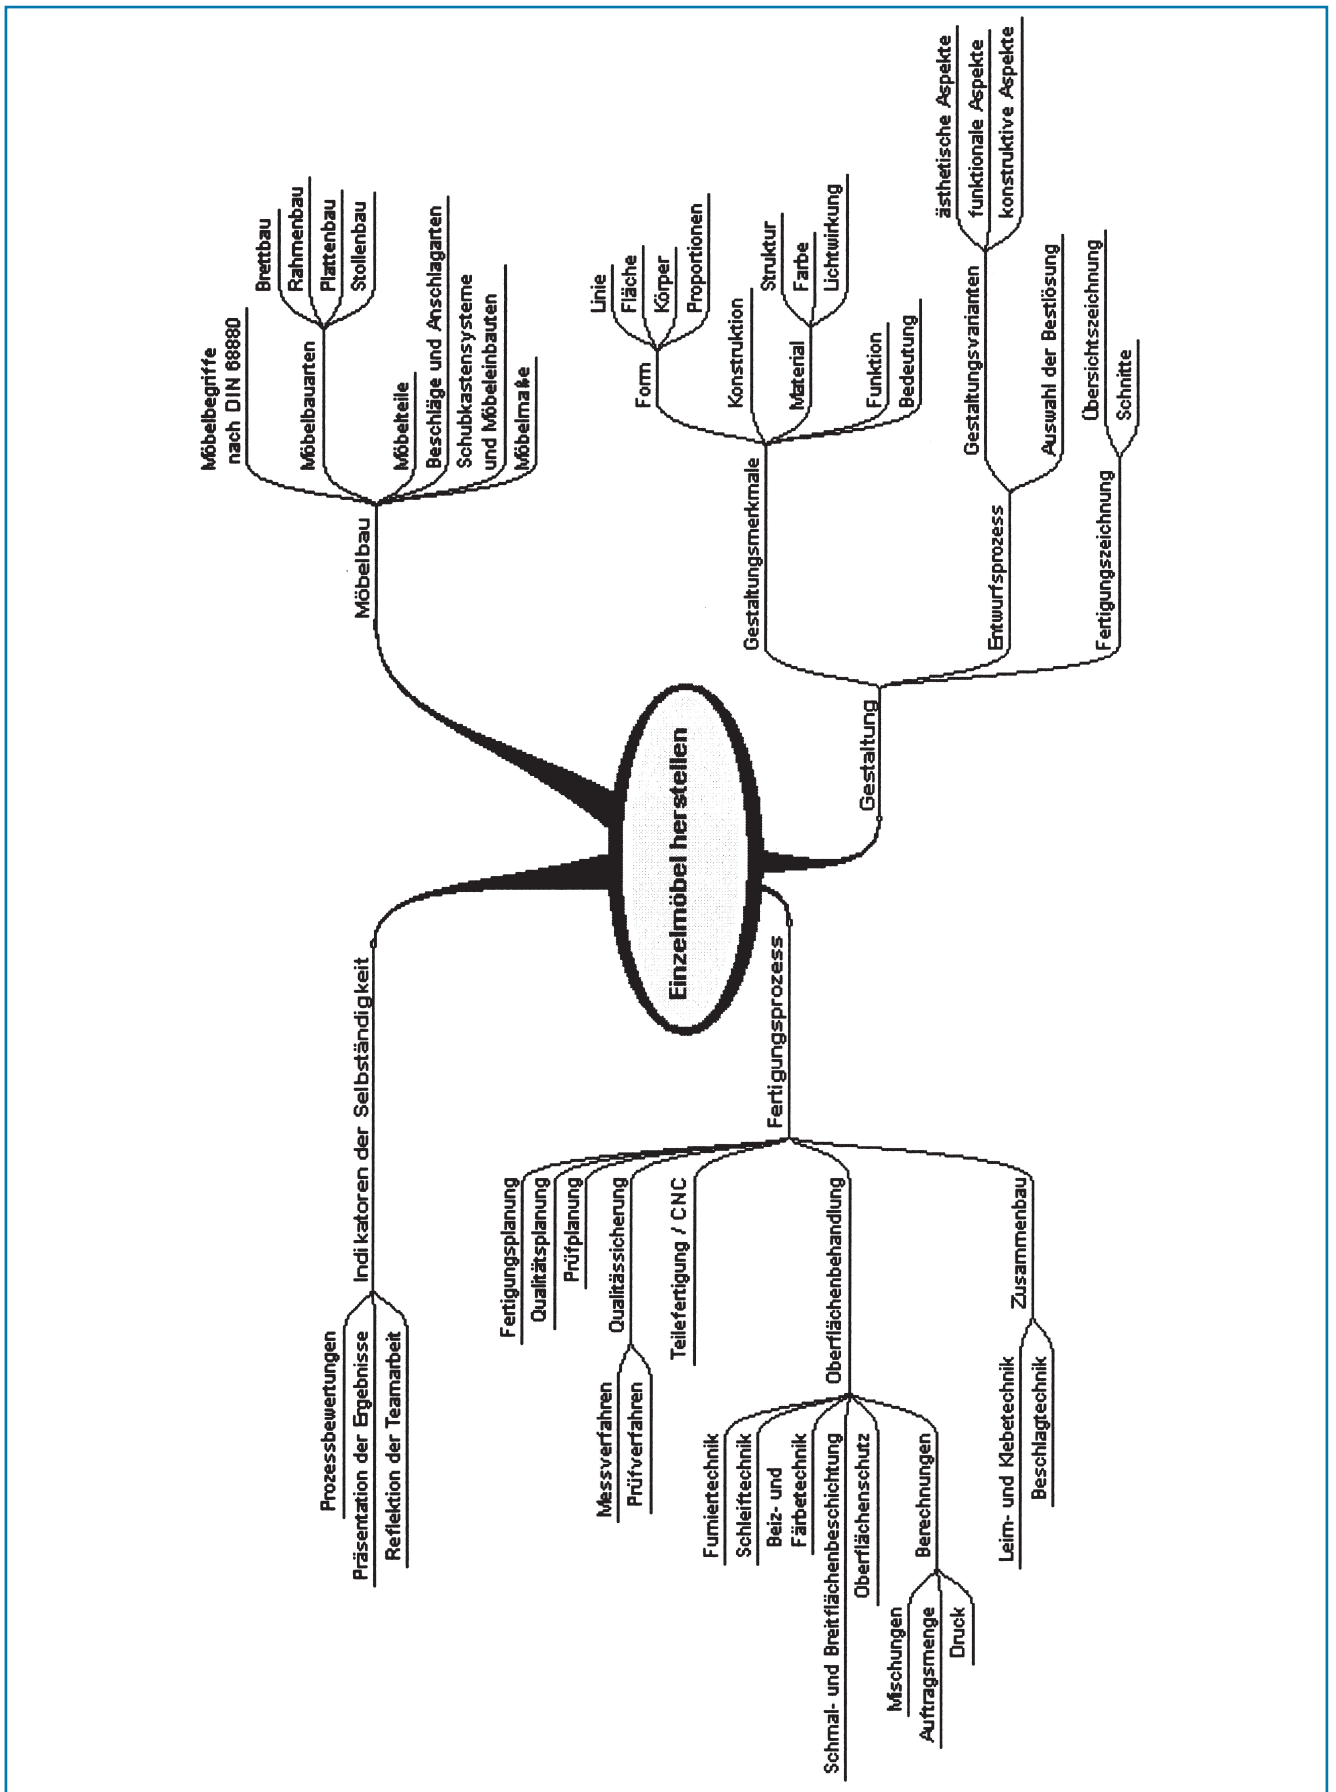 Einzelmöbel herstellen
Möbelbau
Möbelbegriffe
nach DIN 68880
Möbelbauarten
Brettbau
Rahmenbau
Plattenbau
Stollenbau
Möbelteile
Beschläge und Anschlagarten
Schubkastensysteme
und Möbeleinbauten
Möbelmaße
Gestaltung
Gestaltungsmerkmale
Form
Linie
Fläche
Körper
Proportionen
Konstruktion
Material
Struktur
Farbe
Lichtwirkung
Funktion
Bedeutung
Entwurfsprozess
Gestaltungsvarianten
ästhetische Aspekte
funktionale Aspekte
konstruktive Aspekte
Auswahl der Bestlösung
Fertigungszeichnung
Übersichtszeichnung
Schnitte
Indikatoren der Selbständigkeit
Prozessbewertungen
Präsentation der Ergebnisse
Reflektion der Teamarbeit
Fertigungsprozess
Fertigungsplanung
Qualitätsplanung
Prüfplanung
Qualitässicherung
Messverfahren
Prüfverfahren
Teilefertigung / CNC
Oberflächenbehandlung
Furniertechnik
Schleiftechnik
Beiz- und
Färbetechnik
Schmal- und Breitflächenbeschichtung
Oberflächenschutz
Berechnungen
Mischungen
Auftragsmenge
Druck
Zusammenbau
Leim- und Klebetechnik
Beschlagtechnik